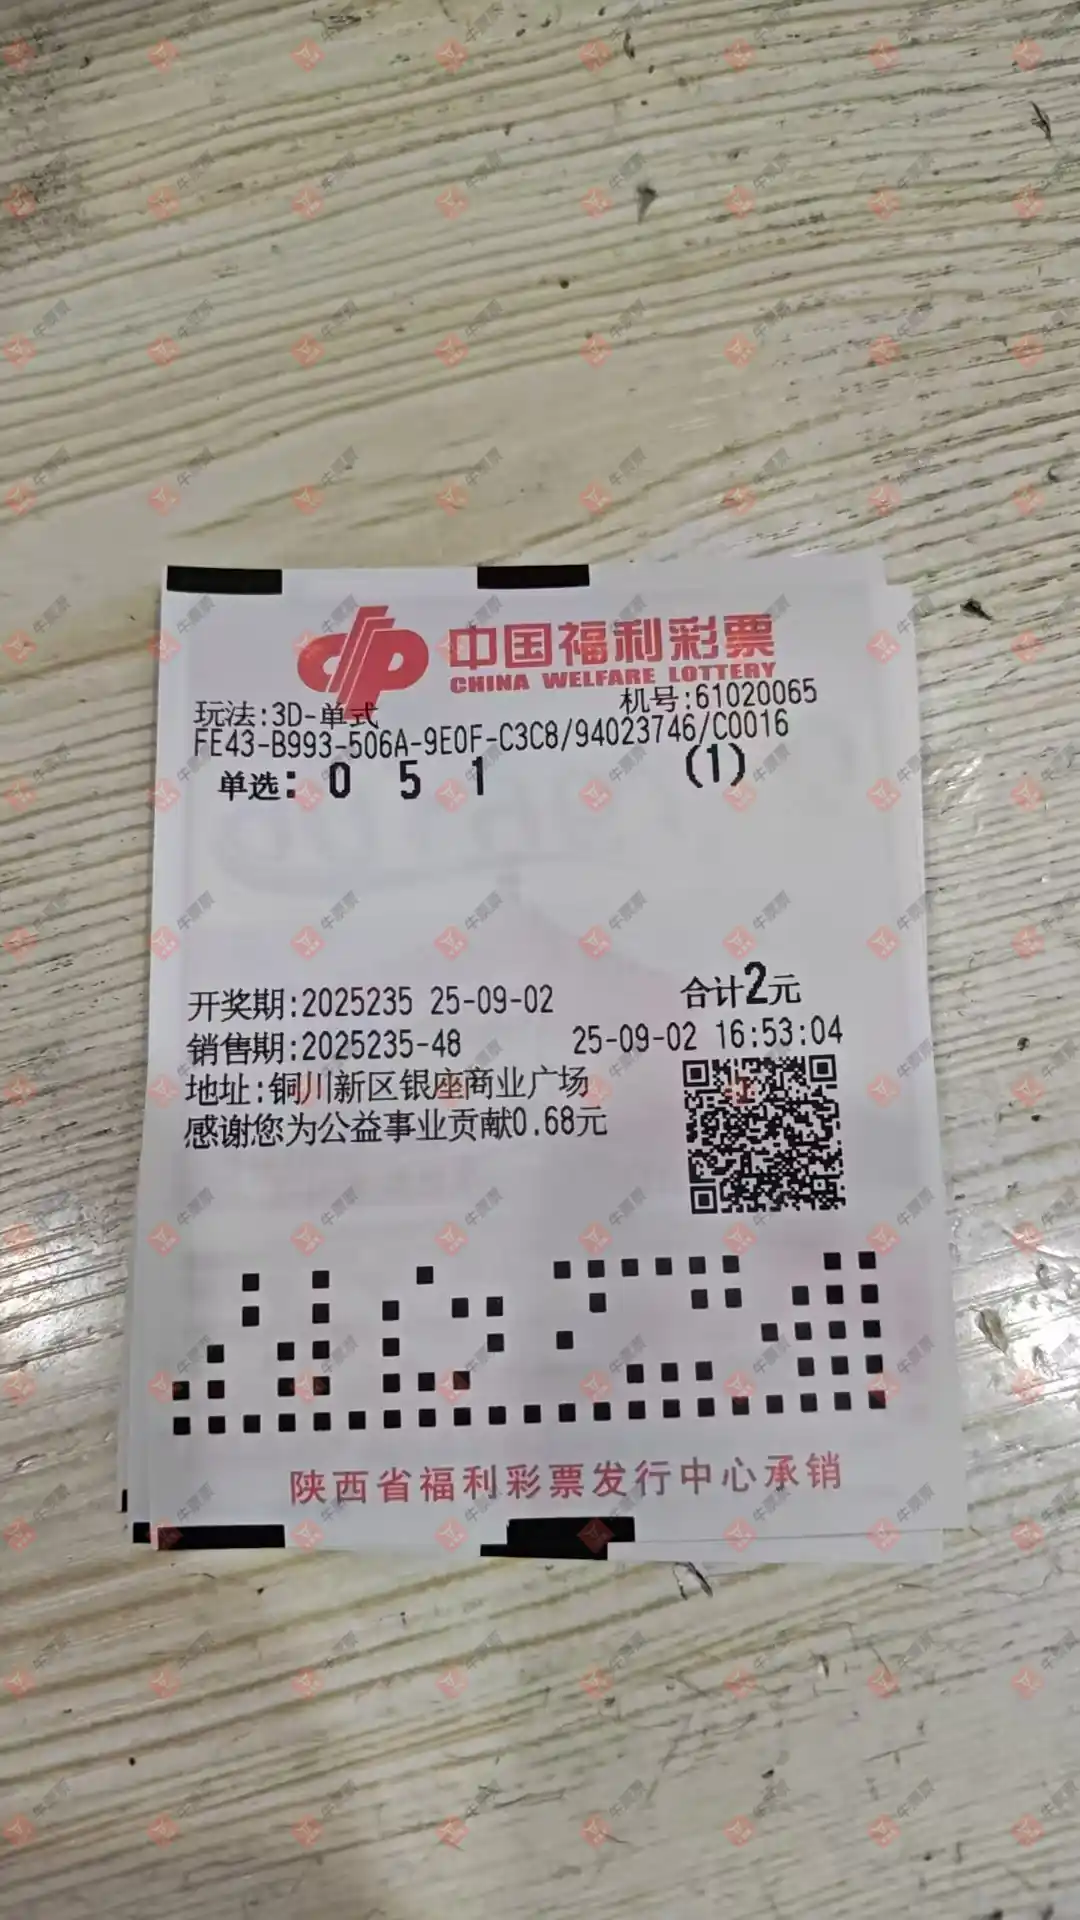 中国福利彩票
CHINA WELFARE LOTTERY
玩法:3D-单式 机号:61020065
FE43-B993-506A-9E0F-C3C8/94023746/C0016
单选: 0 5 1 (1)
开奖期:2025235 25-09-02 合计2元
销售期:2025235-48 25-09-02 16:53:04
地址:铜川新区银座商业广场
感谢您为公益事业贡献0.68元
陕西省福利彩票发行中心承销
牛票票